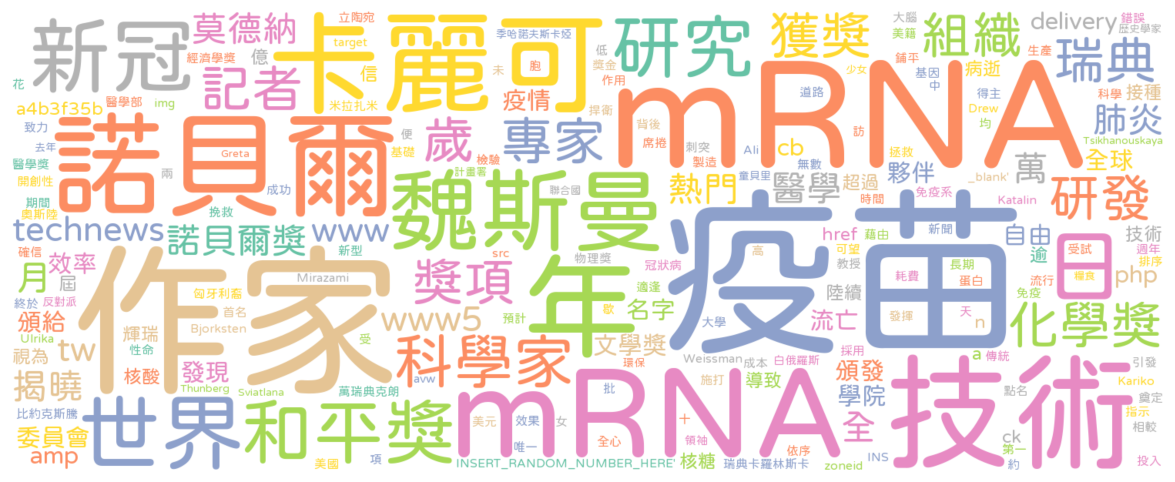 新冠
卡麗可
研究
獲獎
組織
delivery
錯誤
歷史學家
莫德納
立陶宛
target
季哈諾夫斯卡婭
低
獎金
美籍
大腦
瑞典
記者
經濟學獎
億
信
未
胞
作用
少女
鋪平
生產
花
img
米拉扎米
疫情
捍衛
道路
基因
中
病逝
得主
科學
接種
a4b3f35b
醫學部
mRNA
Drew
均
訪
肺炎
致力
諾貝爾
便
歲
專家
背後
刺突
Ali
cb
拯救
Tsikhanouskaya
去年
Greta
基礎
檢驗
席捲
製造
無數
夥伴
全球
醫學獎
兩
計畫署
魏斯曼
聯合國
熱門
童貝里
醫學
超過
_blank'
萬
開創性
成功
時間
免疫系
Katalin
研發
期間
奧斯陸
挽救
疫苗
technews
諾貝爾獎
www
新聞
自由
技術
確信
新型
src
物理獎
高
href
藉由
逾
受試
週年
月
效率
作家
Mirazami
獎項
年
冠狀病
可望
教授
日
排序
屆
匈牙利裔
適逢
耗費
長期
蛋白
流行
糧食
php
終於
反對派
首名
www5
預計
歌
名字
陸續
免疫
頒給
輝瑞
Bjorksten
受
大學
流亡
發揮
天
n
化學獎
Ulrika
tw
性命
科學家
文學獎
環保
Weissman
成本
白俄羅斯
採用
a
傳統
引發
視為
發現
萬瑞典克朗
avw
施打
導致
頒發
點名
Kariko
揭曉
核酸
Thunberg
Sviatlana
mRNA
批
技術
奠定
比約克斯騰
世界
和平獎
美元
效果
女
十
學院
指示
相較
委員會
唯一
全心
領袖
全
ck
第一
amp
美國
項
INSERT_RANDOM_NUMBER_HERE'
核糖
瑞典卡羅林斯卡
依序
zoneid
INS
約
投入